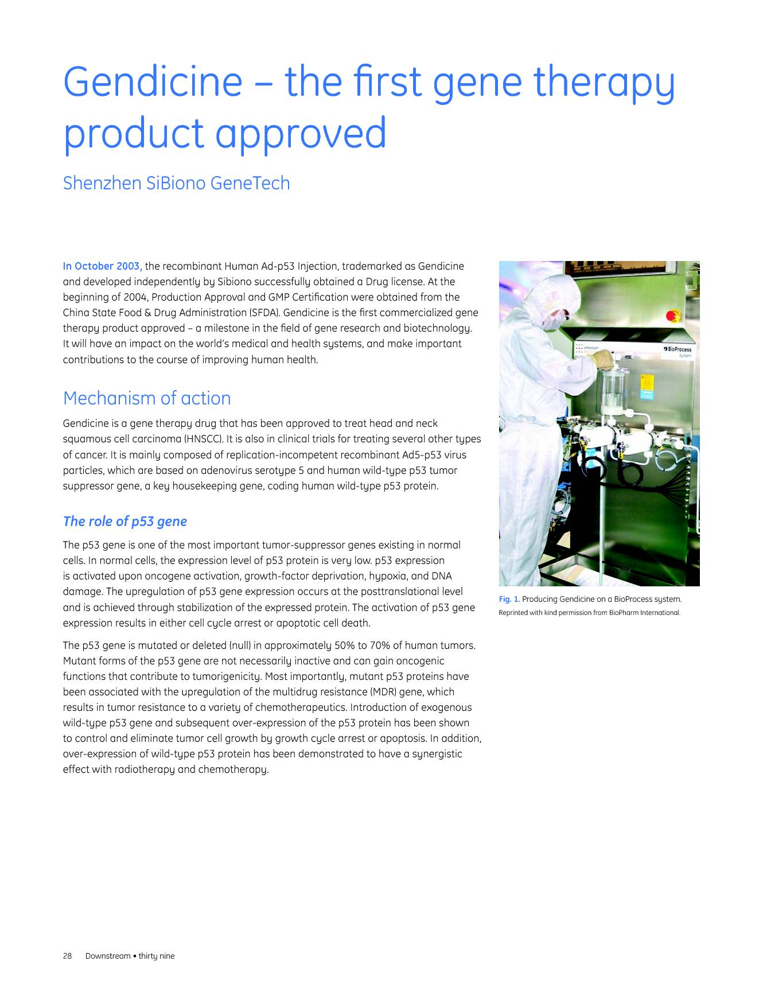 Gendicine – the first gene therapy
product approved
Shenzhen SiBiono GeneTech
In October 2003, the recombinant Human Ad-p53 Injection, trademarked as Gendicine
and developed independently by Sibiono successfully obtained a Drug license. At the
beginning of 2004, Production Approval and GMP Certification were obtained from the
China State Food & Drug Administration (SFDA). Gendicine is the first commercialized gene
therapy product approved – a milestone in the field of gene research and biotechnology.
It will have an impact on the world's medical and health systems, and make important
contributions to the course of improving human health.
Mechanism of action
Gendicine is a gene therapy drug that has been approved to treat head and neck
squamous cell carcinoma (HNSCC). It is also in clinical trials for treating several other types
of cancer. It is mainly composed of replication-incompetent recombinant Ad5-p53 virus
particles, which are based on adenovirus serotype 5 and human wild-type p53 tumor
suppressor gene, a key housekeeping gene, coding human wild-type p53 protein.
The role of p53 gene
The p53 gene is one of the most important tumor-suppressor genes existing in normal
cells. In normal cells, the expression level of p53 protein is very low. p53 expression
is activated upon oncogene activation, growth-factor deprivation, hypoxia, and DNA
damage. The upregulation of p53 gene expression occurs at the posttranslational level
and is achieved through stabilization of the expressed protein. The activation of p53 gene
expression results in either cell cycle arrest or apoptotic cell death.
The p53 gene is mutated or deleted (null) in approximately 50% to 70% of human tumors.
Mutant forms of the p53 gene are not necessarily inactive and can gain oncogenic
functions that contribute to tumorigenicity. Most importantly, mutant p53 proteins have
been associated with the upregulation of the multidrug resistance (MDR) gene, which
results in tumor resistance to a variety of chemotherapeutics. Introduction of exogenous
wild-type p53 gene and subsequent over-expression of the p53 protein has been shown
to control and eliminate tumor cell growth by growth cycle arrest or apoptosis. In addition,
over-expression of wild-type p53 protein has been demonstrated to have a synergistic
effect with radiotherapy and chemotherapy.
Amersham
BioProcess
System
Fig. 1. Producing Gendicine on a BioProcess system.
Reprinted with kind permission from BioPharm International.
28 Downstream • thirty nine